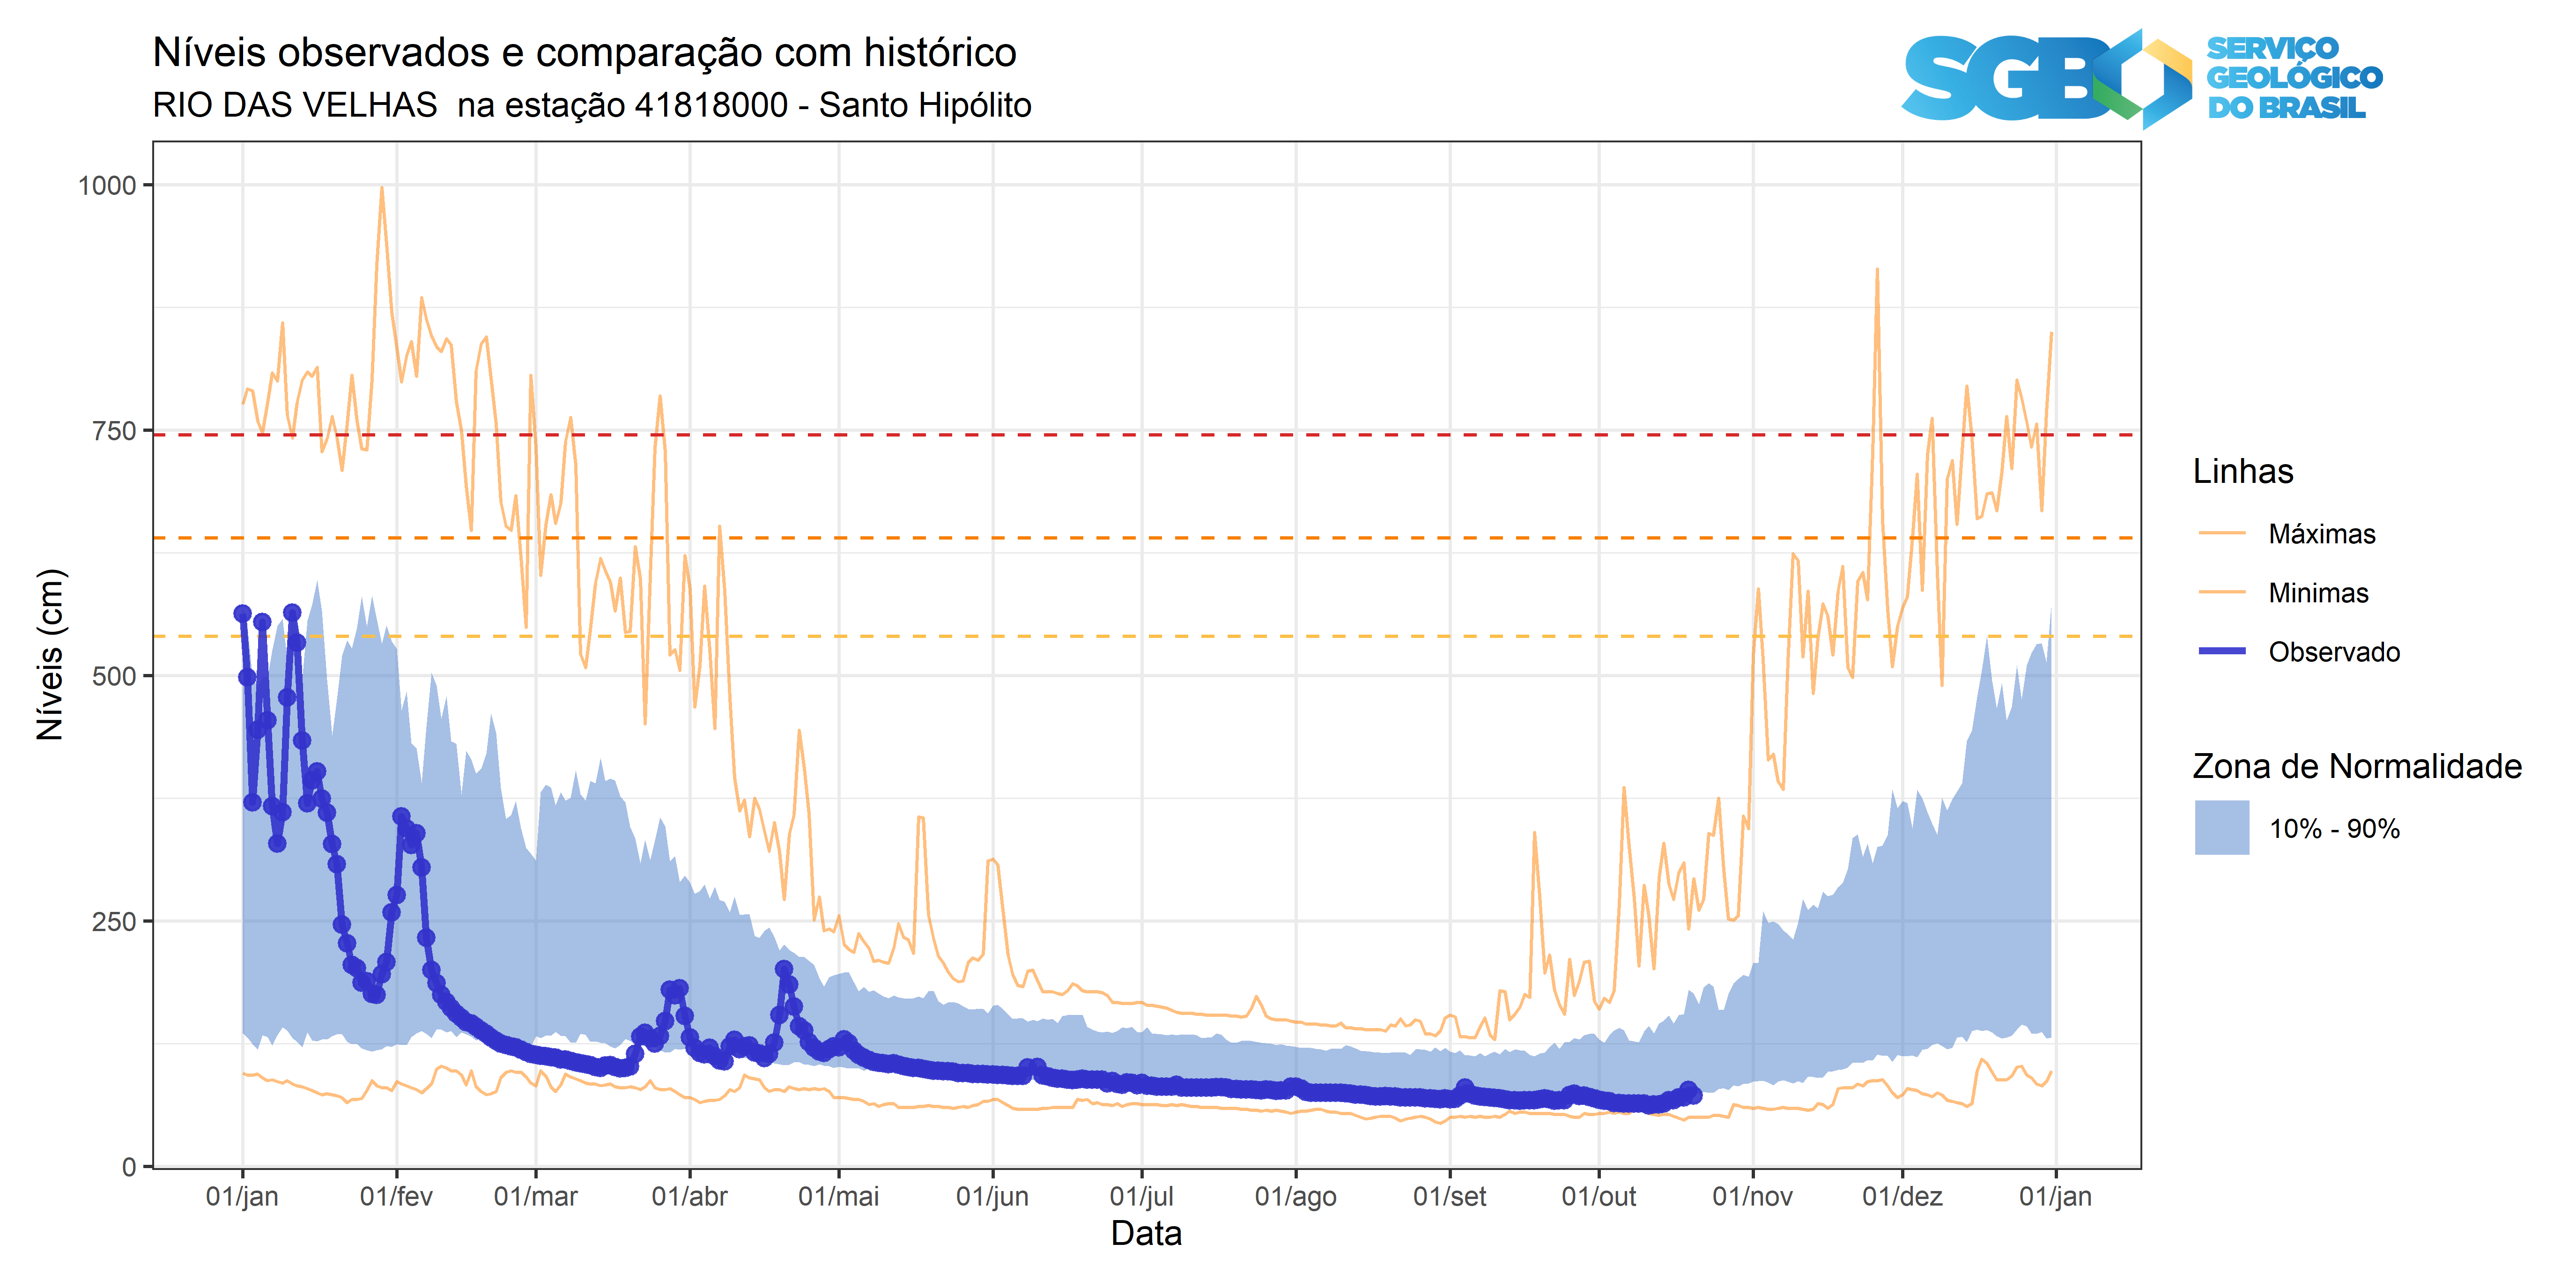 Níveis observados e comparação com histórico
RIO DAS VELHAS  na estação 41818000 - Santo Hipólito
SGB
SERVIÇO
GEOLÓGICO
DO BRASIL
Níveis (cm)
1000
750
500
250
0
01/jan
01/fev
01/mar
01/abr
01/mai
01/jun
01/jul
01/ago
01/set
01/out
01/nov
01/dez
01/jan
Data
Linhas
Máximas
Minimas
Observado
Zona de Normalidade
10% - 90%